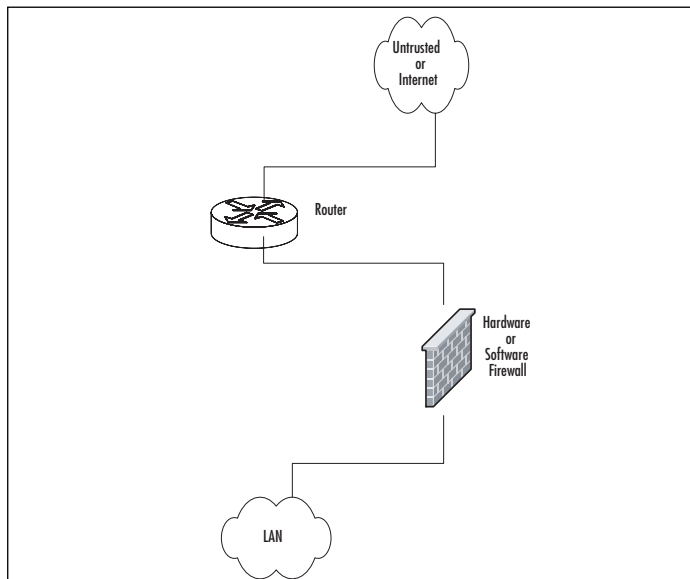 Untrusted
or
Internet
Router
Hardware
or
Software
Firewall
LAN